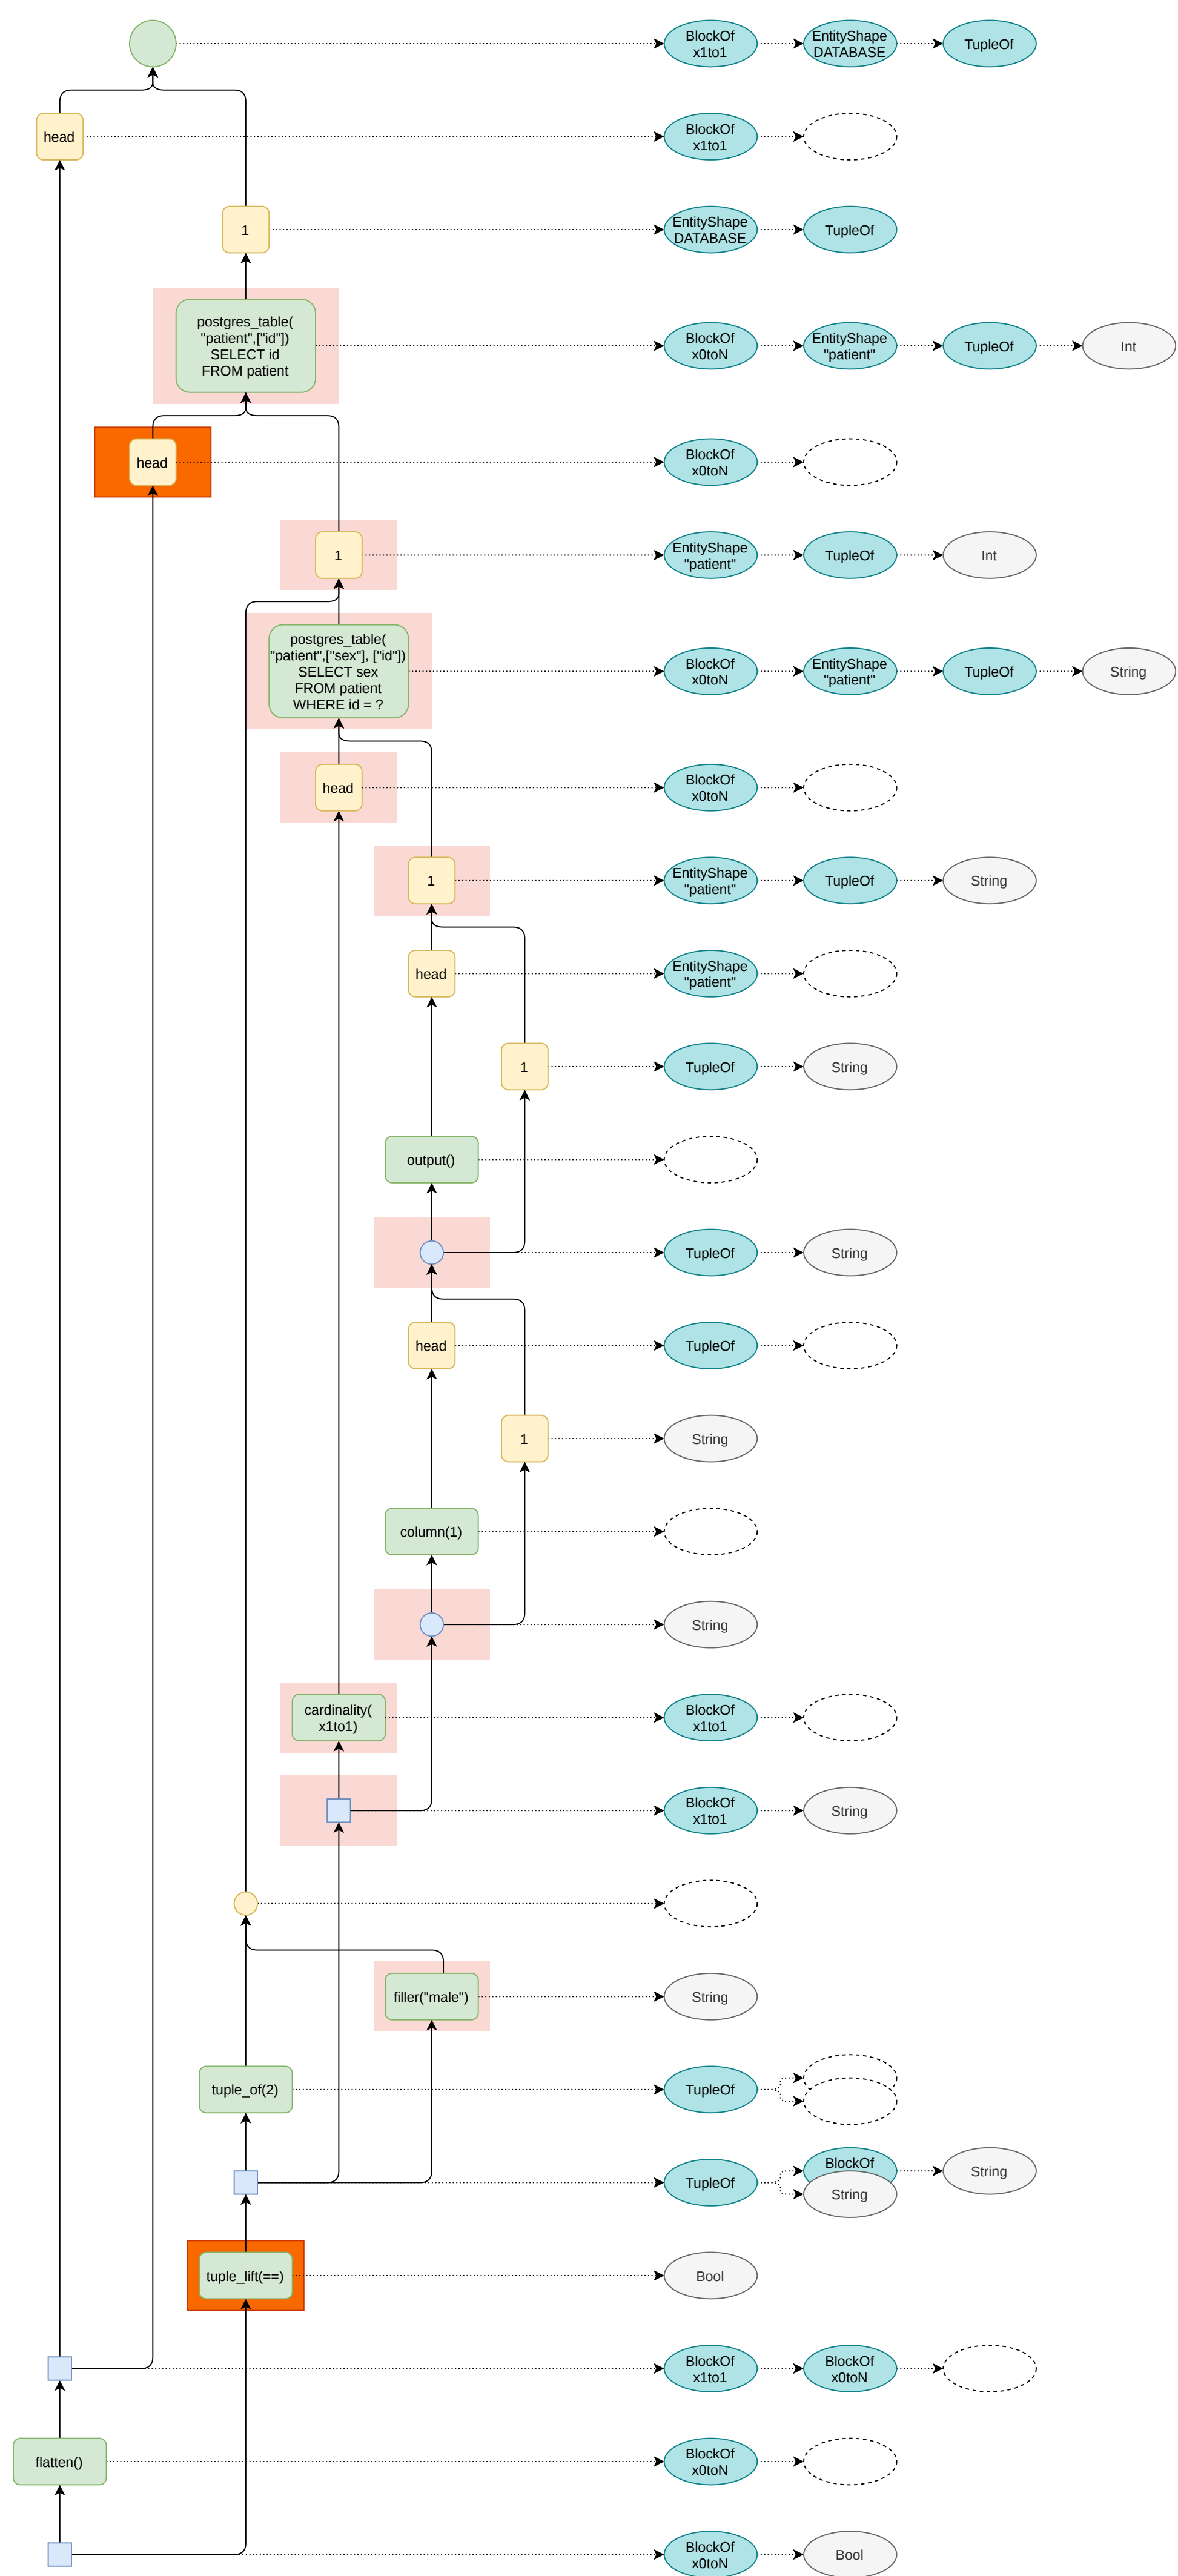 BlockOf
x1to1
EntityShape
DATABASE
TupleOf
head
BlockOf
x1to1
1
EntityShape
DATABASE
TupleOf
postgres_table(
"patient",["id"])
SELECT id
FROM patient
BlockOf
x0toN
EntityShape
"patient"
TupleOf
Int
head
BlockOf
x0toN
1
EntityShape
"patient"
TupleOf
Int
postgres_table(
"patient",["sex"], ["id"])
SELECT sex
FROM patient
WHERE id = ?
BlockOf
x0toN
EntityShape
"patient"
TupleOf
String
head
BlockOf
x0toN
1
EntityShape
"patient"
TupleOf
String
head
EntityShape
"patient"
1
TupleOf
String
output()
TupleOf
String
head
TupleOf
1
String
column(1)
String
cardinality(
x1to1)
BlockOf
x1to1
BlockOf
x1to1
String
filler("male")
String
tuple_of(2)
TupleOf
TupleOf
BlockOf
String
String
tuple_lift(==)
Bool
BlockOf
x1to1
BlockOf
x0toN
flatten()
BlockOf
x0toN
BlockOf
x0toN
Bool